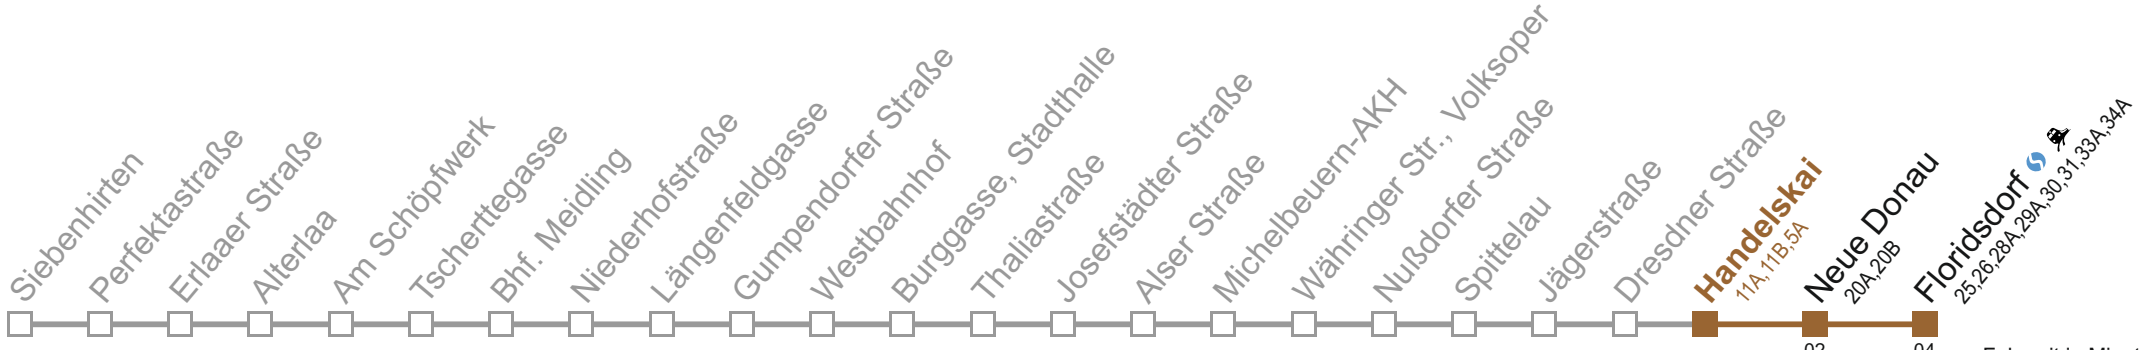 Siebenhirten
Perfektastraße
Erlaaer Straße
Alterlaa
Am Schöpfwerk
Tscherttegasse
Bhf. Meidling
Niederhofstraße
Längenfeldgasse
Gumpendorfer Straße
Westbahnhof
Burggasse, Stadthalle
Thaliastraße
Josefstädter Straße
Alser Straße
Michelbeuern-AKH
Währinger Str., Volksoper
Nußdorfer Straße
Spittelau
Jägerstraße
Dresdner Straße
Handelskai
11A,11B,5A
Neue Donau
20A,20B
Floridsdorf
25,26,28A,29A,30,31,33A,34A